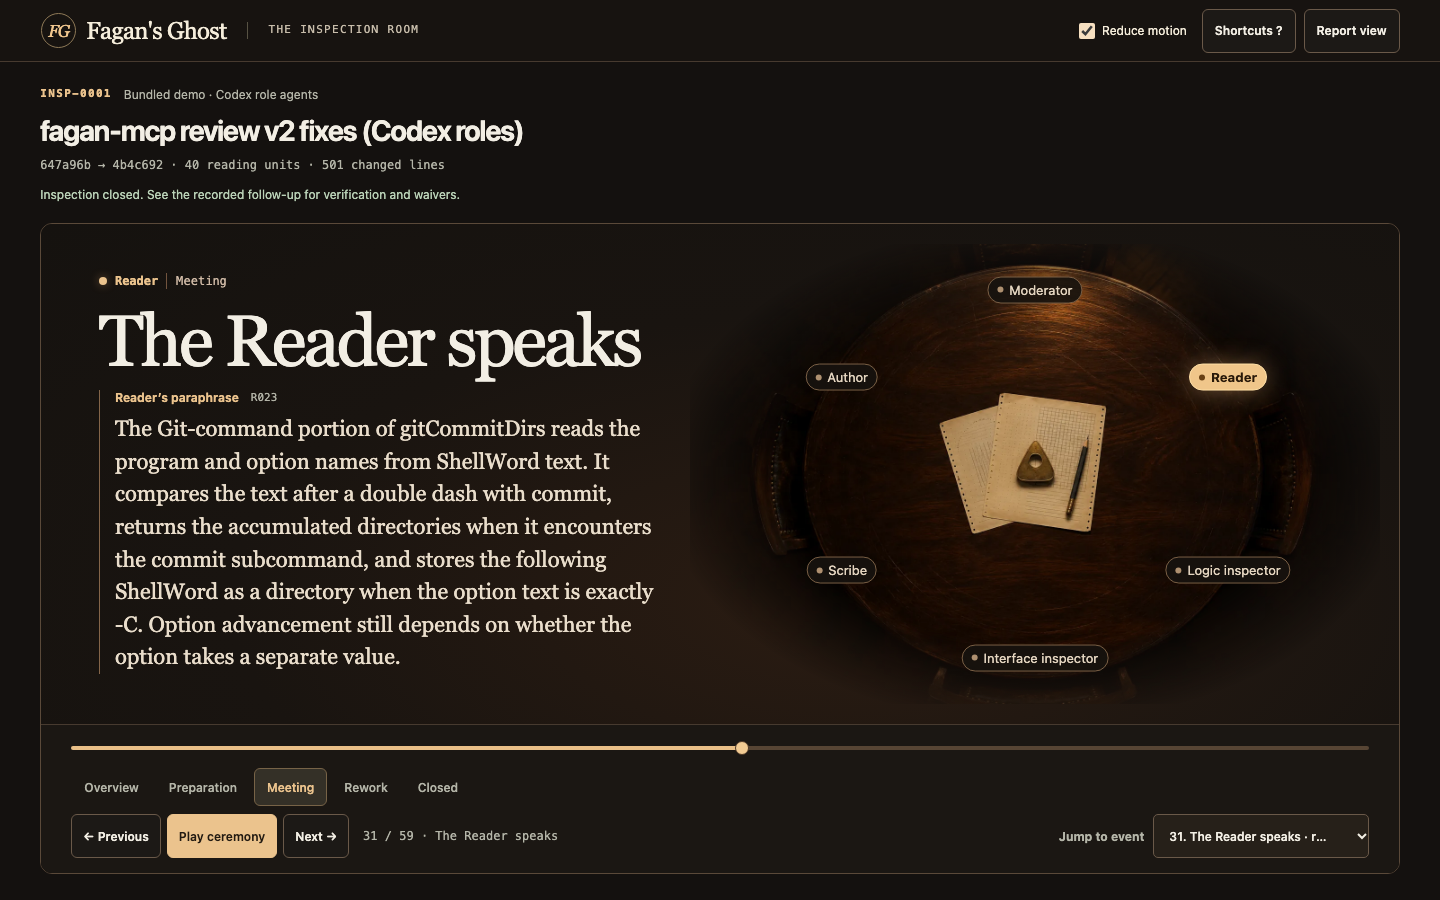 FG Fagan's Ghost THE INSPECTION ROOM Reduce motion Shortcuts ? Report view
INSP-0001 Bundled demo · Codex role agents
fagan-mcp review v2 fixes (Codex roles)
647a96b → 4b4c692 · 40 reading units · 501 changed lines
Inspection closed. See the recorded follow-up for verification and waivers.
Reader Meeting
The Reader speaks
Reader's paraphrase R023
The Git-command portion of gitCommitDirs reads the
program and option names from ShellWord text. It
compares the text after a double dash with commit,
returns the accumulated directories when it encounters
the commit subcommand, and stores the following
ShellWord as a directory when the option text is exactly
-C. Option advancement still depends on whether the
option takes a separate value.
Moderator
Author
Reader
Scribe
Logic inspector
Interface inspector
Overview Preparation Meeting Rework Closed
← Previous Play ceremony Next → 31 / 59 · The Reader speaks Jump to event 31. The Reader speaks · r...